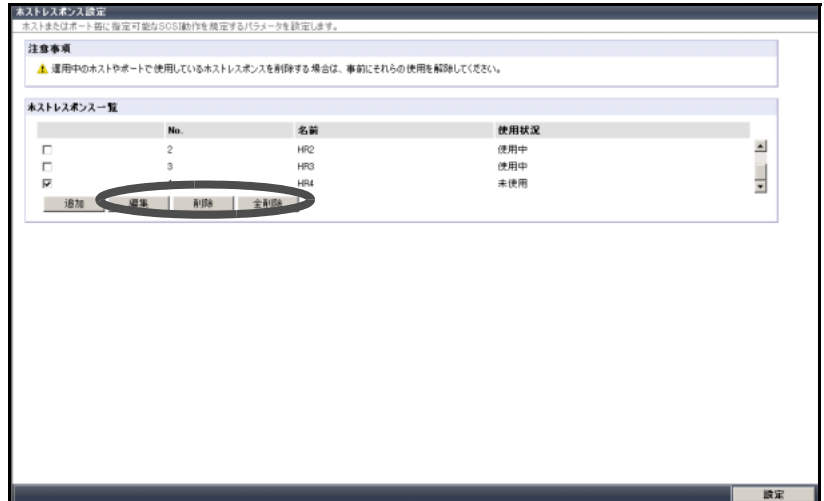 ホストレスポンス設定
ホストまたはポート毎に指定可能なSCSI動作を規定するパラメータを設定します。
注意事項
運用中のホストやポートで使用しているホストレスポンスを削除する場合は、事前にそれらの使用を解除してください。
ホストレスポンス一覧
No. 名前 使用状況
2 HR2 使用中
3 HR3 使用中
HR4 未使用
追加 編集 削除 全削除
設定